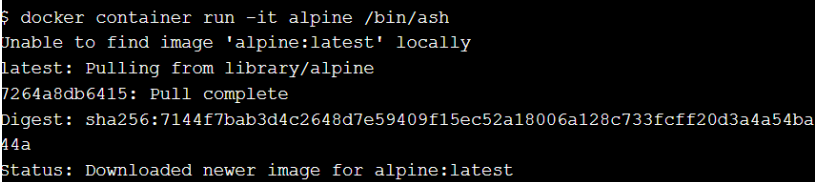 $ docker container run -it alpine /bin/ash
Unable to find image 'alpine:latest' locally
latest: Pulling from library/alpine
7264a8db6415: Pull complete
Digest: sha256:7144f7bab3d4c2648d7e59409f15ec52a18006a128c733fcff20d3a4a54ba
44a
Status: Downloaded newer image for alpine:latest